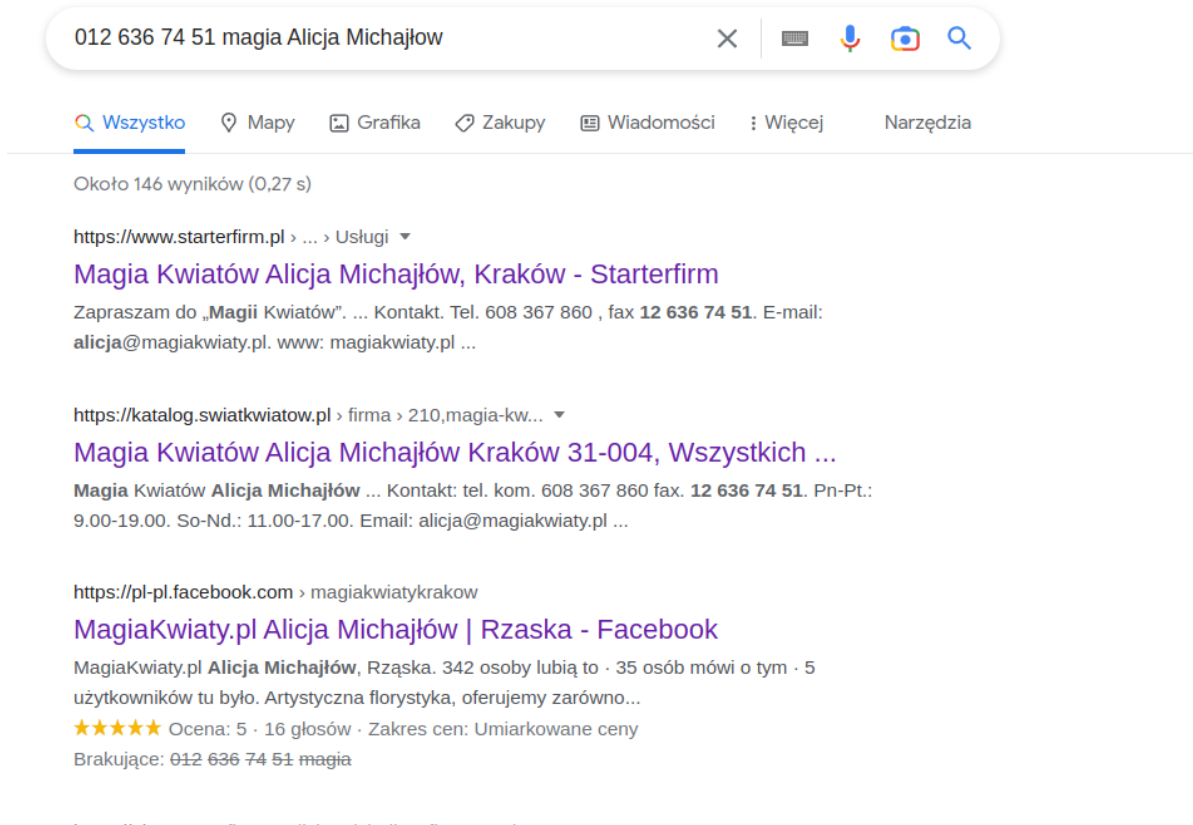 012 636 74 51 magia Alicja Michajłow
Wszystko Mapy Grafika Zakupy Wiadomości Więcej Narzędzia
Około 146 wyników (0,27 s)
https://www.starterfirm.pl › ... › Usługi
Magia Kwiatów Alicja Michajłów, Kraków - Starterfirm
Zapraszam do „Magii Kwiatów”. ... Kontakt. Tel. 608 367 860 , fax 12 636 74 51. E-mail:
alicja@magiakwiaty.pl. www: magiakwiaty.pl ...
https://katalog.swiatkwiatow.pl › firma › 210,magia-kw...
Magia Kwiatów Alicja Michajłów Kraków 31-004, Wszystkich ...
Magia Kwiatów Alicja Michajłów ... Kontakt: tel. kom. 608 367 860 fax. 12 636 74 51. Pn-Pt.:
9.00-19.00. So-Nd.: 11.00-17.00. Email: alicja@magiakwiaty.pl ...
https://pl-pl.facebook.com › magiakwiatykrakow
MagiaKwiaty.pl Alicja Michajłów | Rzaska - Facebook
MagiaKwiaty.pl Alicja Michajłów, Rząska. 342 osoby lubią to · 35 osób mówi o tym · 5
użytkowników tu było. Artystyczna florystyka, oferujemy zarówno...
Ocena: 5 · 16 głosów · Zakres cen: Umiarkowane ceny
Brakujące: 012 636 74 51 magia